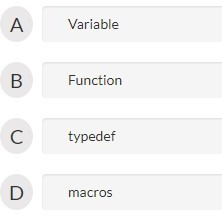 A Variable
B Function
C typedef
D macros